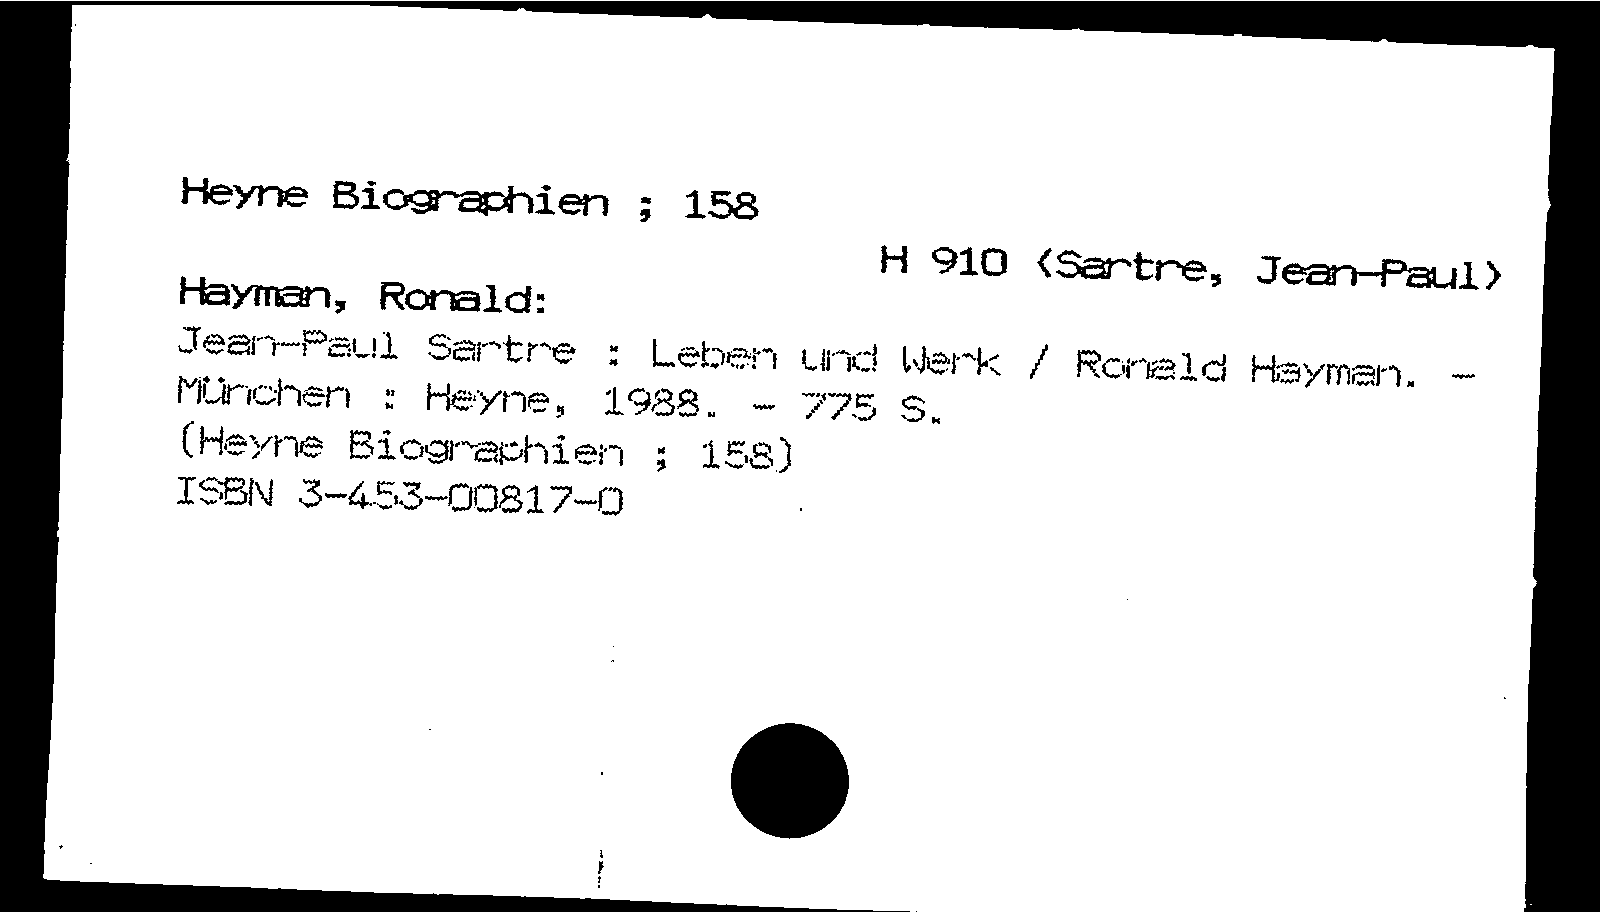 Heyne Biographien ; 158
H 910 <Sartre, Jean-Paul>
Hayman, Ronald:
Jean-Paul Sartre : Leben und Werk / Ronald Hayman. -
München : Heyne, 1988. - 775 S.
(Heyne Biographien ; 158)
ISBN 3-453-00817-0